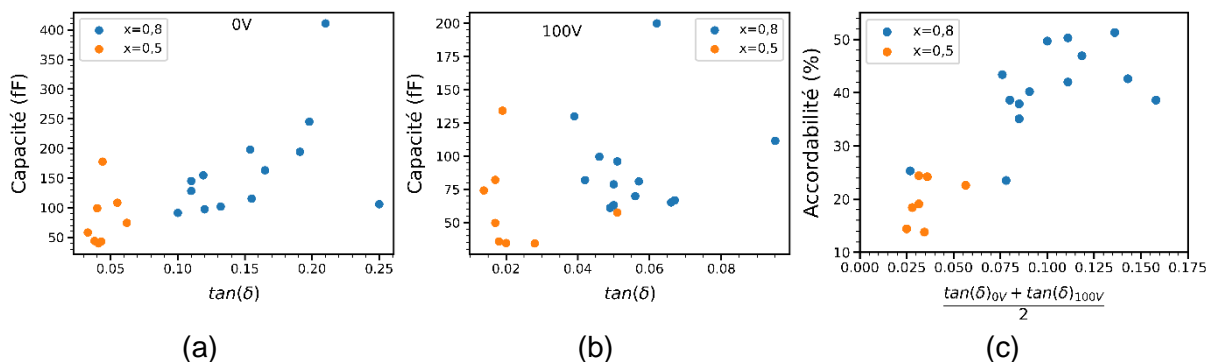 0V
x=0,8
x=0,5
Capacité (fF)
400
350
300
250
200
150
100
50
0.05
0.10
0.15
0.20
0.25
tan(δ)
(a)
100V
x=0,8
x=0,5
Capacité (fF)
200
175
150
125
100
75
50
25
0.02
0.04
0.06
0.08
tan(δ)
(b)
x=0,8
x=0,5
Accordabilité (%)
50
40
30
20
10
0.000
0.025
0.050
0.075
0.100
0.125
0.150
0.175
tan(δ)0V + tan(δ)100V
2
(c)